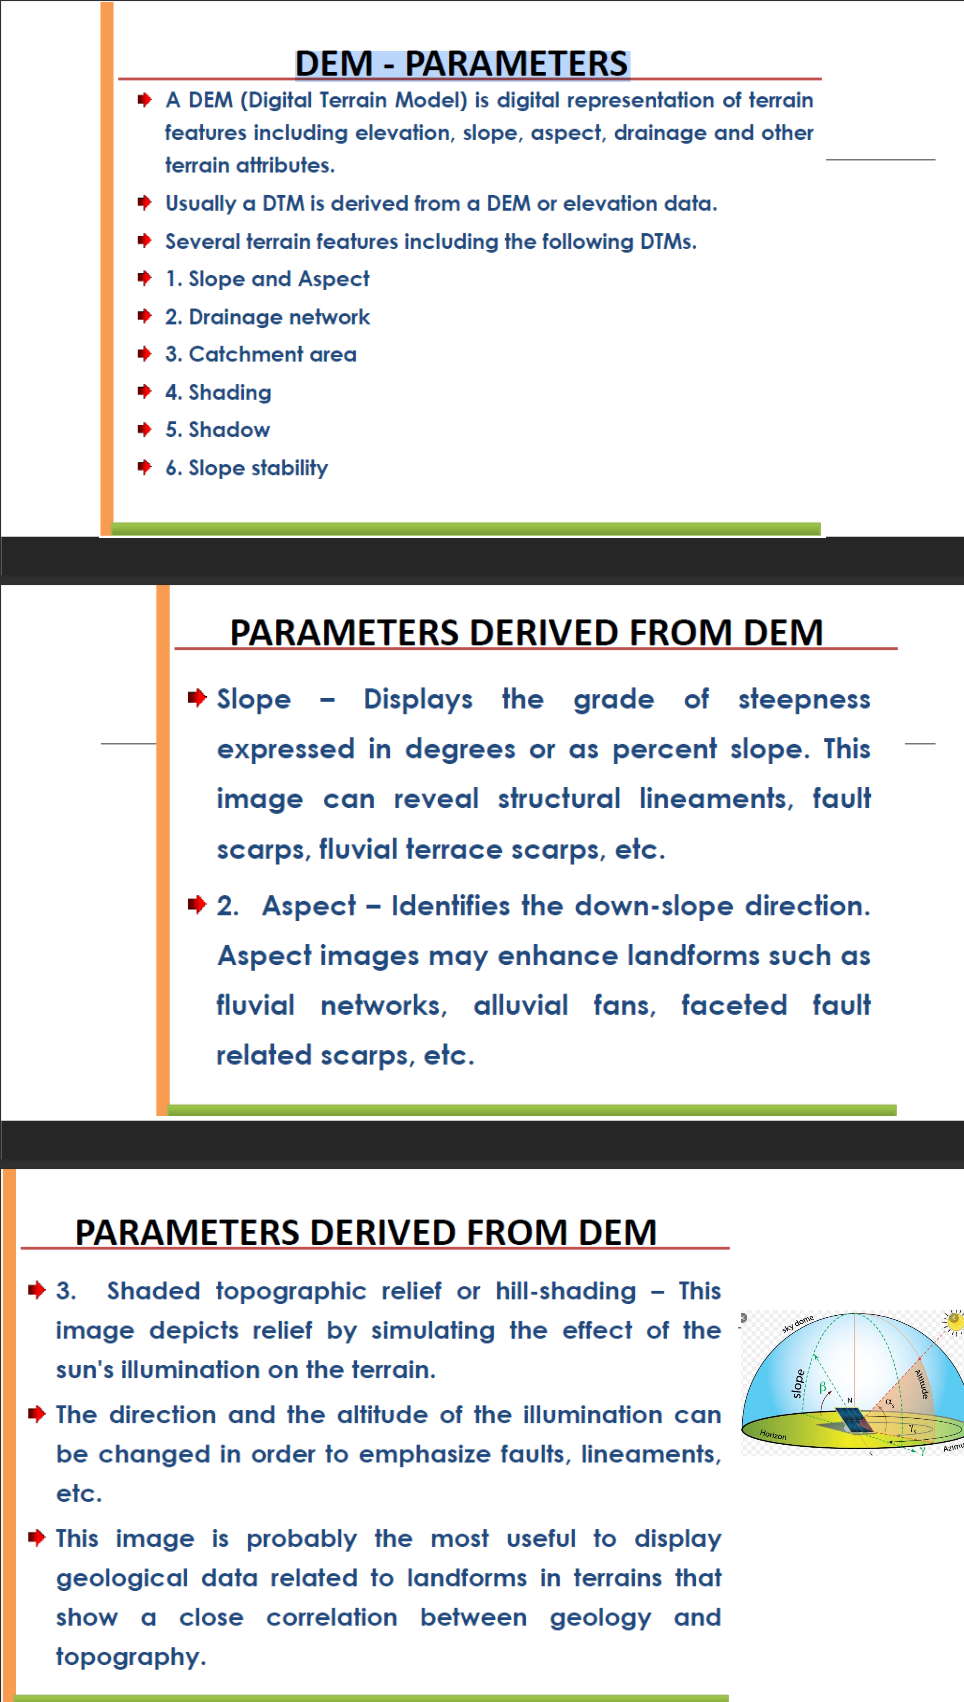 DEM - PARAMETERS
A DEM (Digital Terrain Model) is digital representation of terrain
features including elevation, slope, aspect, drainage and other
terrain attributes.
Usually a DTM is derived from a DEM or elevation data.
Several terrain features including the following DTMs.
1. Slope and Aspect
2. Drainage network
3. Catchment area
4. Shading
5. Shadow
6. Slope stability
PARAMETERS DERIVED FROM DEM
Slope – Displays the grade of steepness
expressed in degrees or as percent slope. This
image can reveal structural lineaments, fault
scarps, fluvial terrace scarps, etc.
2. Aspect – Identifies the down-slope direction.
Aspect images may enhance landforms such as
fluvial networks, alluvial fans, faceted fault
related scarps, etc.
PARAMETERS DERIVED FROM DEM
3. Shaded topographic relief or hill-shading – This
image depicts relief by simulating the effect of the
sun's illumination on the terrain.
The direction and the altitude of the illumination can
be changed in order to emphasize faults, lineaments,
etc.
This image is probably the most useful to display
geological data related to landforms in terrains that
show a close correlation between geology and
topography.
sky dome
slope
β
N
Altitude
αs
γs
Horizon
γ
Azimu